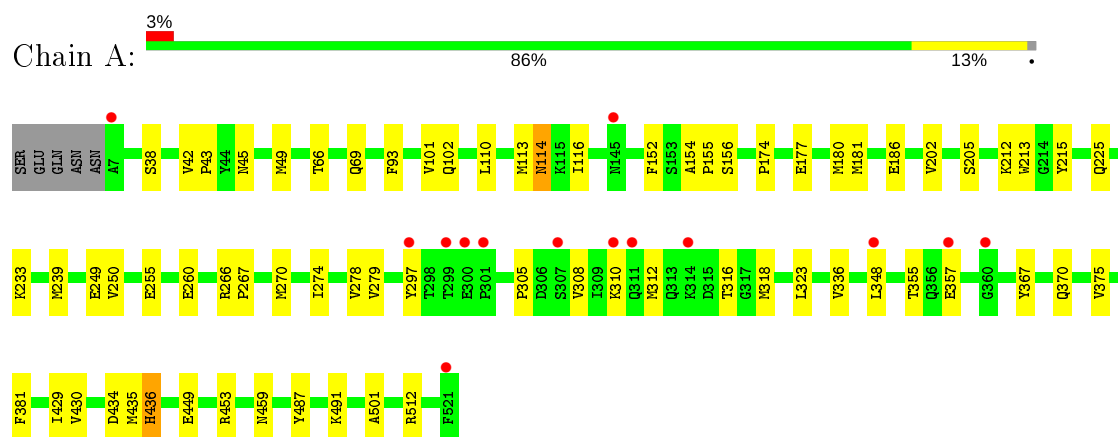 3%
Chain A:
86% 13% •
SER GLU GLN ASN ASN A7 S38 V42 P43 Y44 N45 M49 T66 Q69 F93 V101 Q102 L110 M113 N114 K115 I116 N145 F152 S153 A154 P155 S156 P174 E177 M180 M181 E186 V202 S205 K212 W213 G214 Y215 Q225
K233 M239 E249 V250 E255 E260 R266 P267 M270 I274 V278 V279 Y297 T298 T299 E300 P301 P305 D306 S307 V308 I309 K310 Q311 M312 Q313 K314 D315 T316 G317 M318 L323 V336 L348 T355 Q356 E357 G360 Y367 Q370 V375
F381 I429 V430 D434 M435 H436 E449 R453 N459 Y487 K491 A501 R512 F521